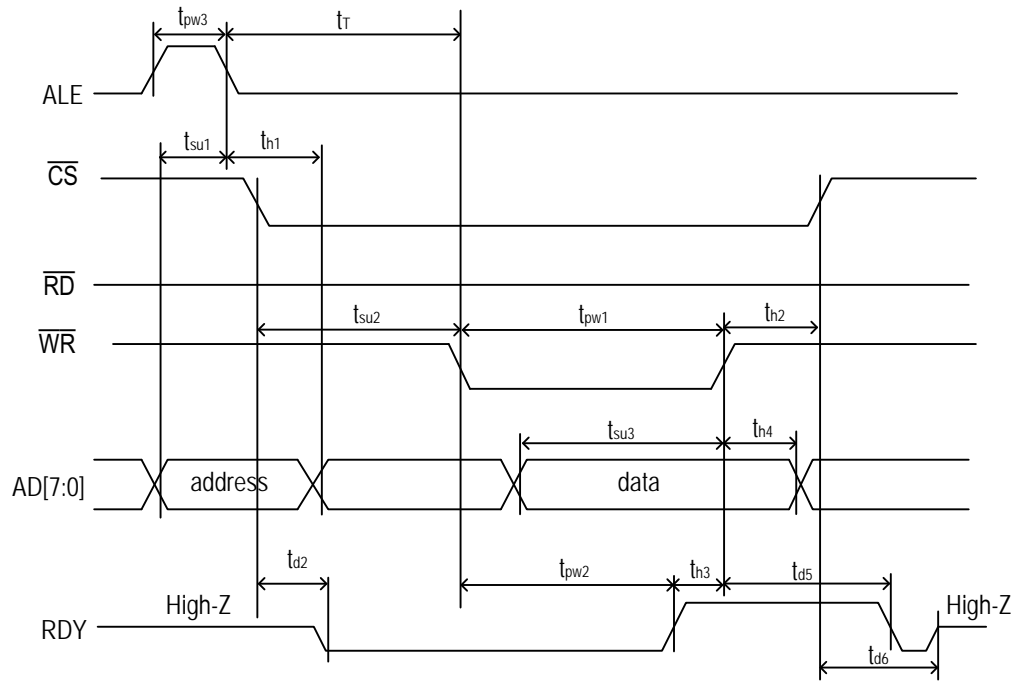 tpw3 tT
ALE
tsu1 th1
CS
RD
tsu2 tpw1 th2
WR
tsu3 th4
AD[7:0] address data
td2 tpw2 th3 td5
High-Z High-Z
RDY
td6